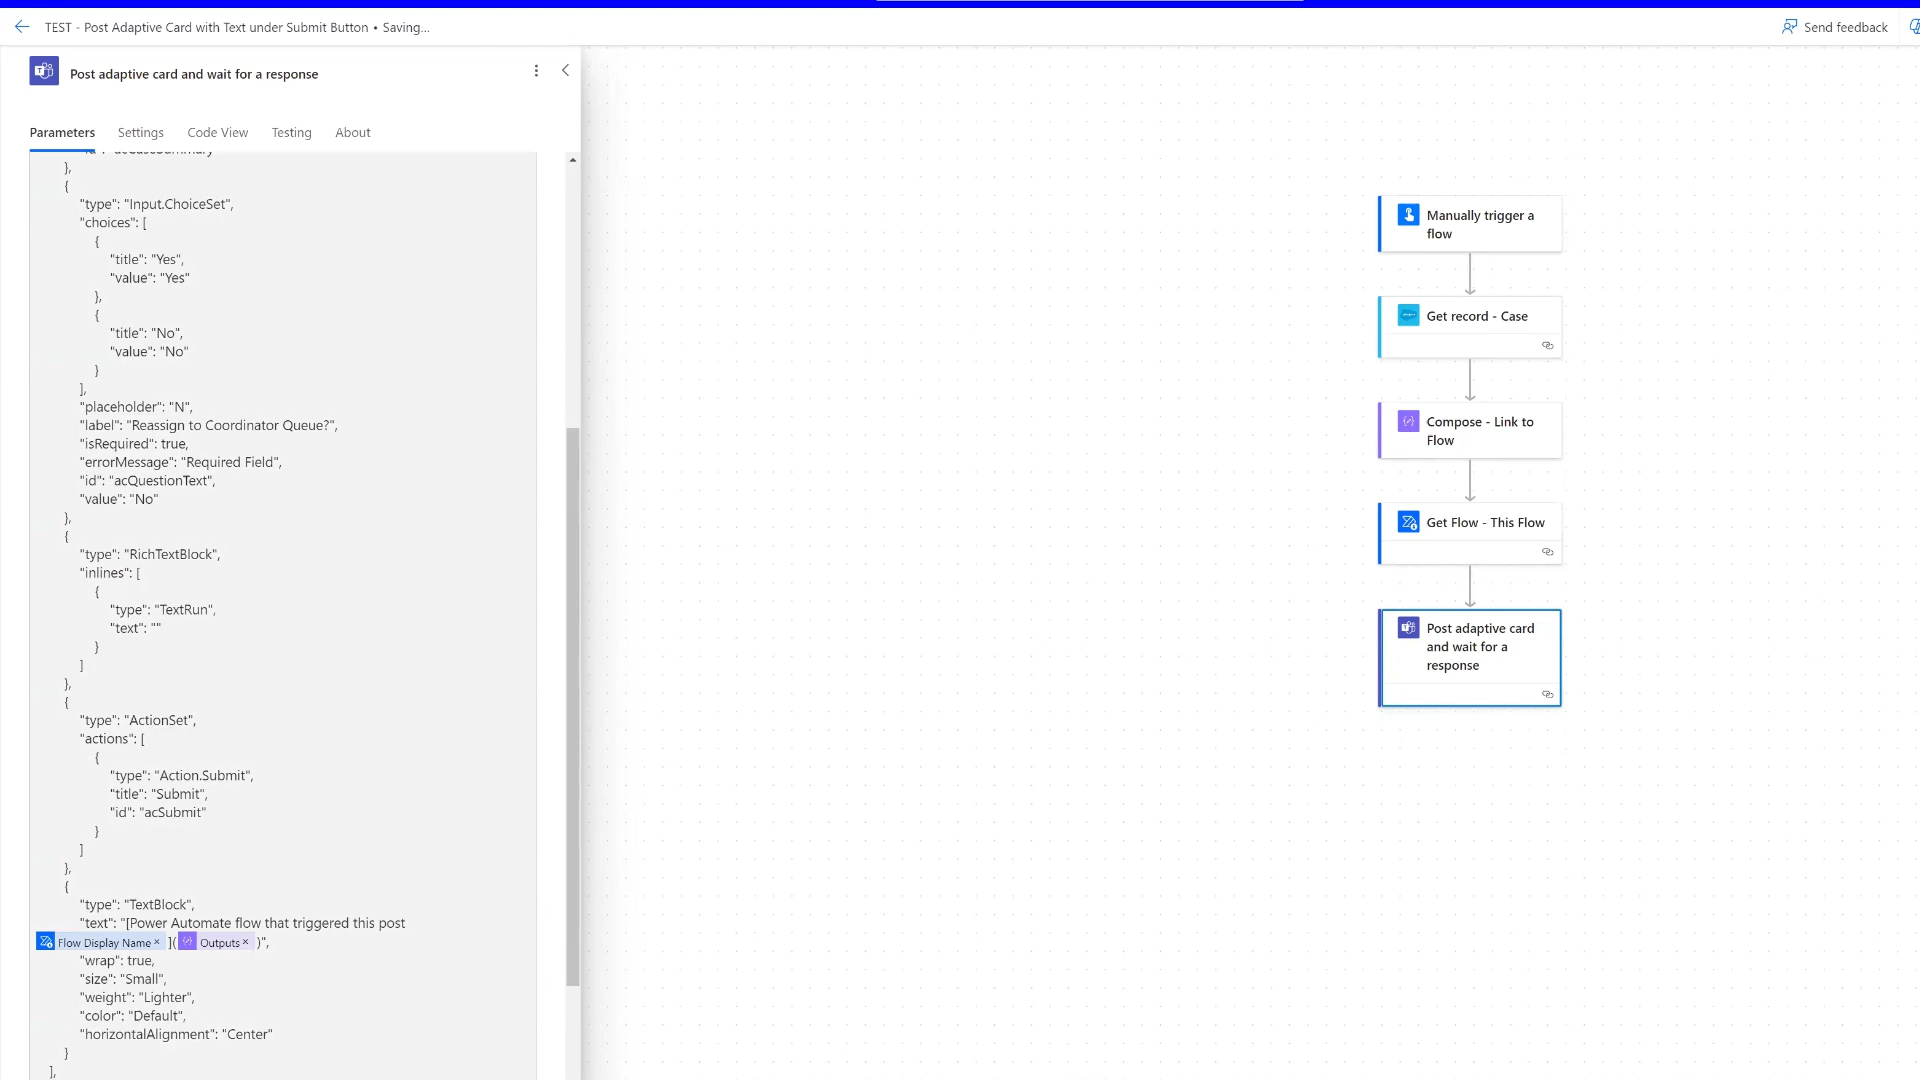 TEST - Post Adaptive Card with Text under Submit Button • Saving...
Send feedback
Post adaptive card and wait for a response
Parameters
Settings
Code View
Testing
About
},
{
"type": "Input.ChoiceSet",
"choices": [
{
"title": "Yes",
"value": "Yes"
},
{
"title": "No",
"value": "No"
}
],
"placeholder": "N",
"label": "Reassign to Coordinator Queue?",
"isRequired": true,
"errorMessage": "Required Field",
"id": "acQuestionText",
"value": "No"
},
{
"type": "RichTextBlock",
"inlines": [
{
"type": "TextRun",
"text": ""
}
]
},
{
"type": "ActionSet",
"actions": [
{
"type": "Action.Submit",
"title": "Submit",
"id": "acSubmit"
}
]
},
{
"type": "TextBlock",
"text": "[Power Automate flow that triggered this post
Flow Display Name × ]( Outputs × )",
"wrap": true,
"size": "Small",
"weight": "Lighter",
"color": "Default",
"horizontalAlignment": "Center"
}
],
Manually trigger a
flow
Get record - Case
Compose - Link to
Flow
Get Flow - This Flow
Post adaptive card
and wait for a
response